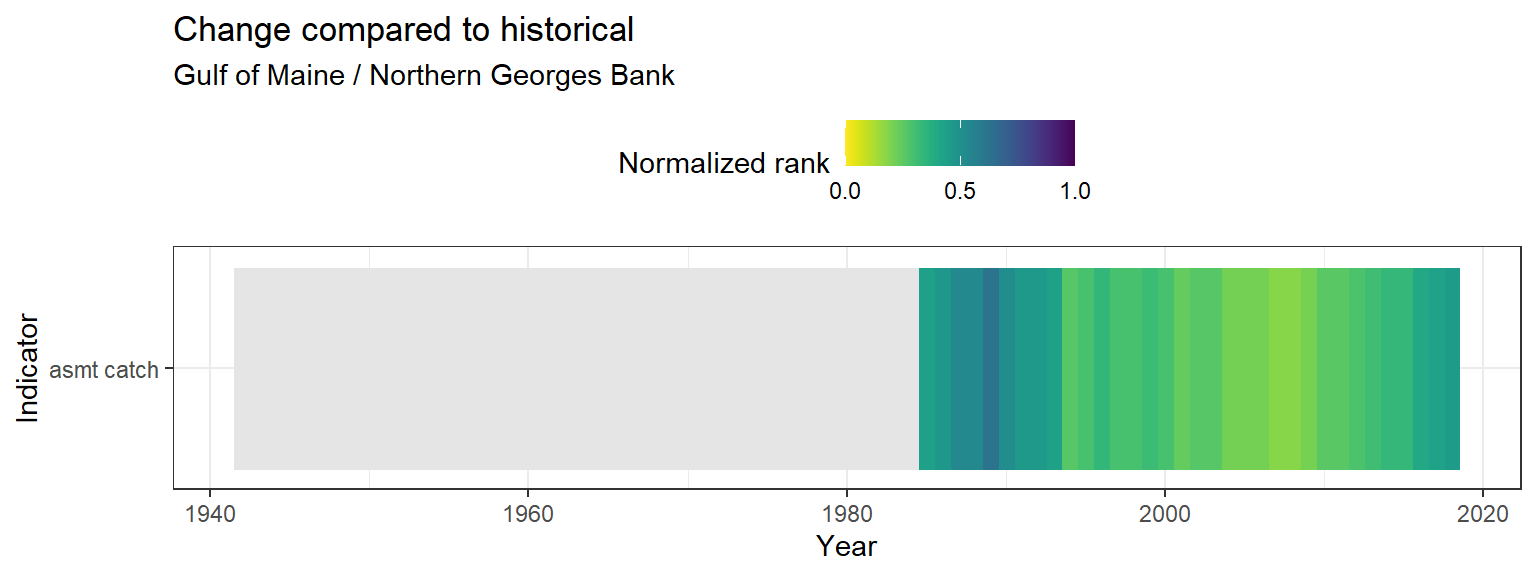 Change compared to historical
Gulf of Maine / Northern Georges Bank
Normalized rank
0.0 0.5 1.0
Indicator
asmt catch
1940 1960 1980 2000 2020
Year